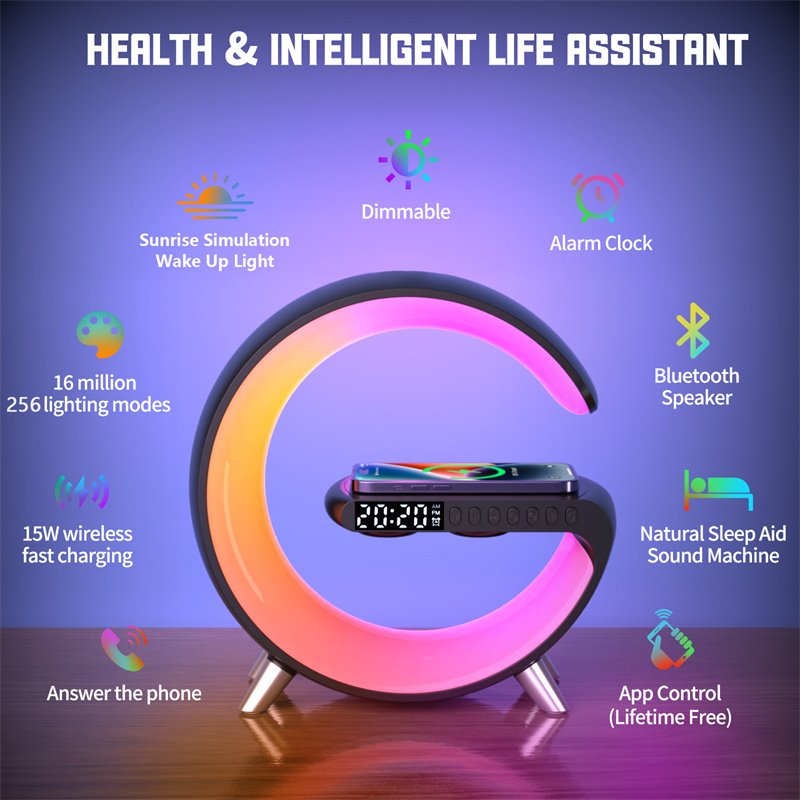 HEALTH & INTELLIGENT LIFE ASSISTANT
Dimmable
Sunrise Simulation
Wake Up Light
Alarm Clock
16 million
256 lighting modes
Bluetooth
Speaker
20:20
AM
PM
15W wireless
fast charging
Natural Sleep Aid
Sound Machine
Answer the phone
App Control
(Lifetime Free)